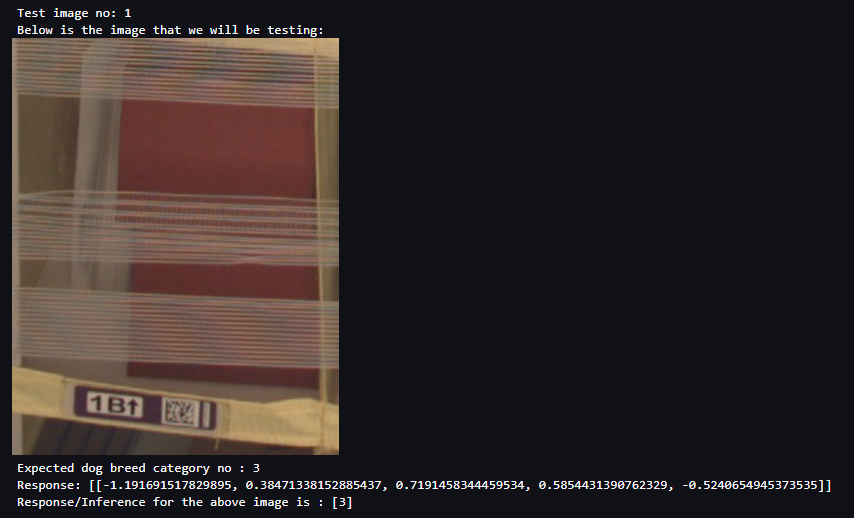 Test image no: 1
Below is the image that we will be testing:
1B↑
Expected dog breed category no : 3
Response: [[-1.191691517829895, 0.38471338152885437, 0.7191458344459534, 0.5854431390762329, -0.5240654945373535]]
Response/Inference for the above image is : [3]